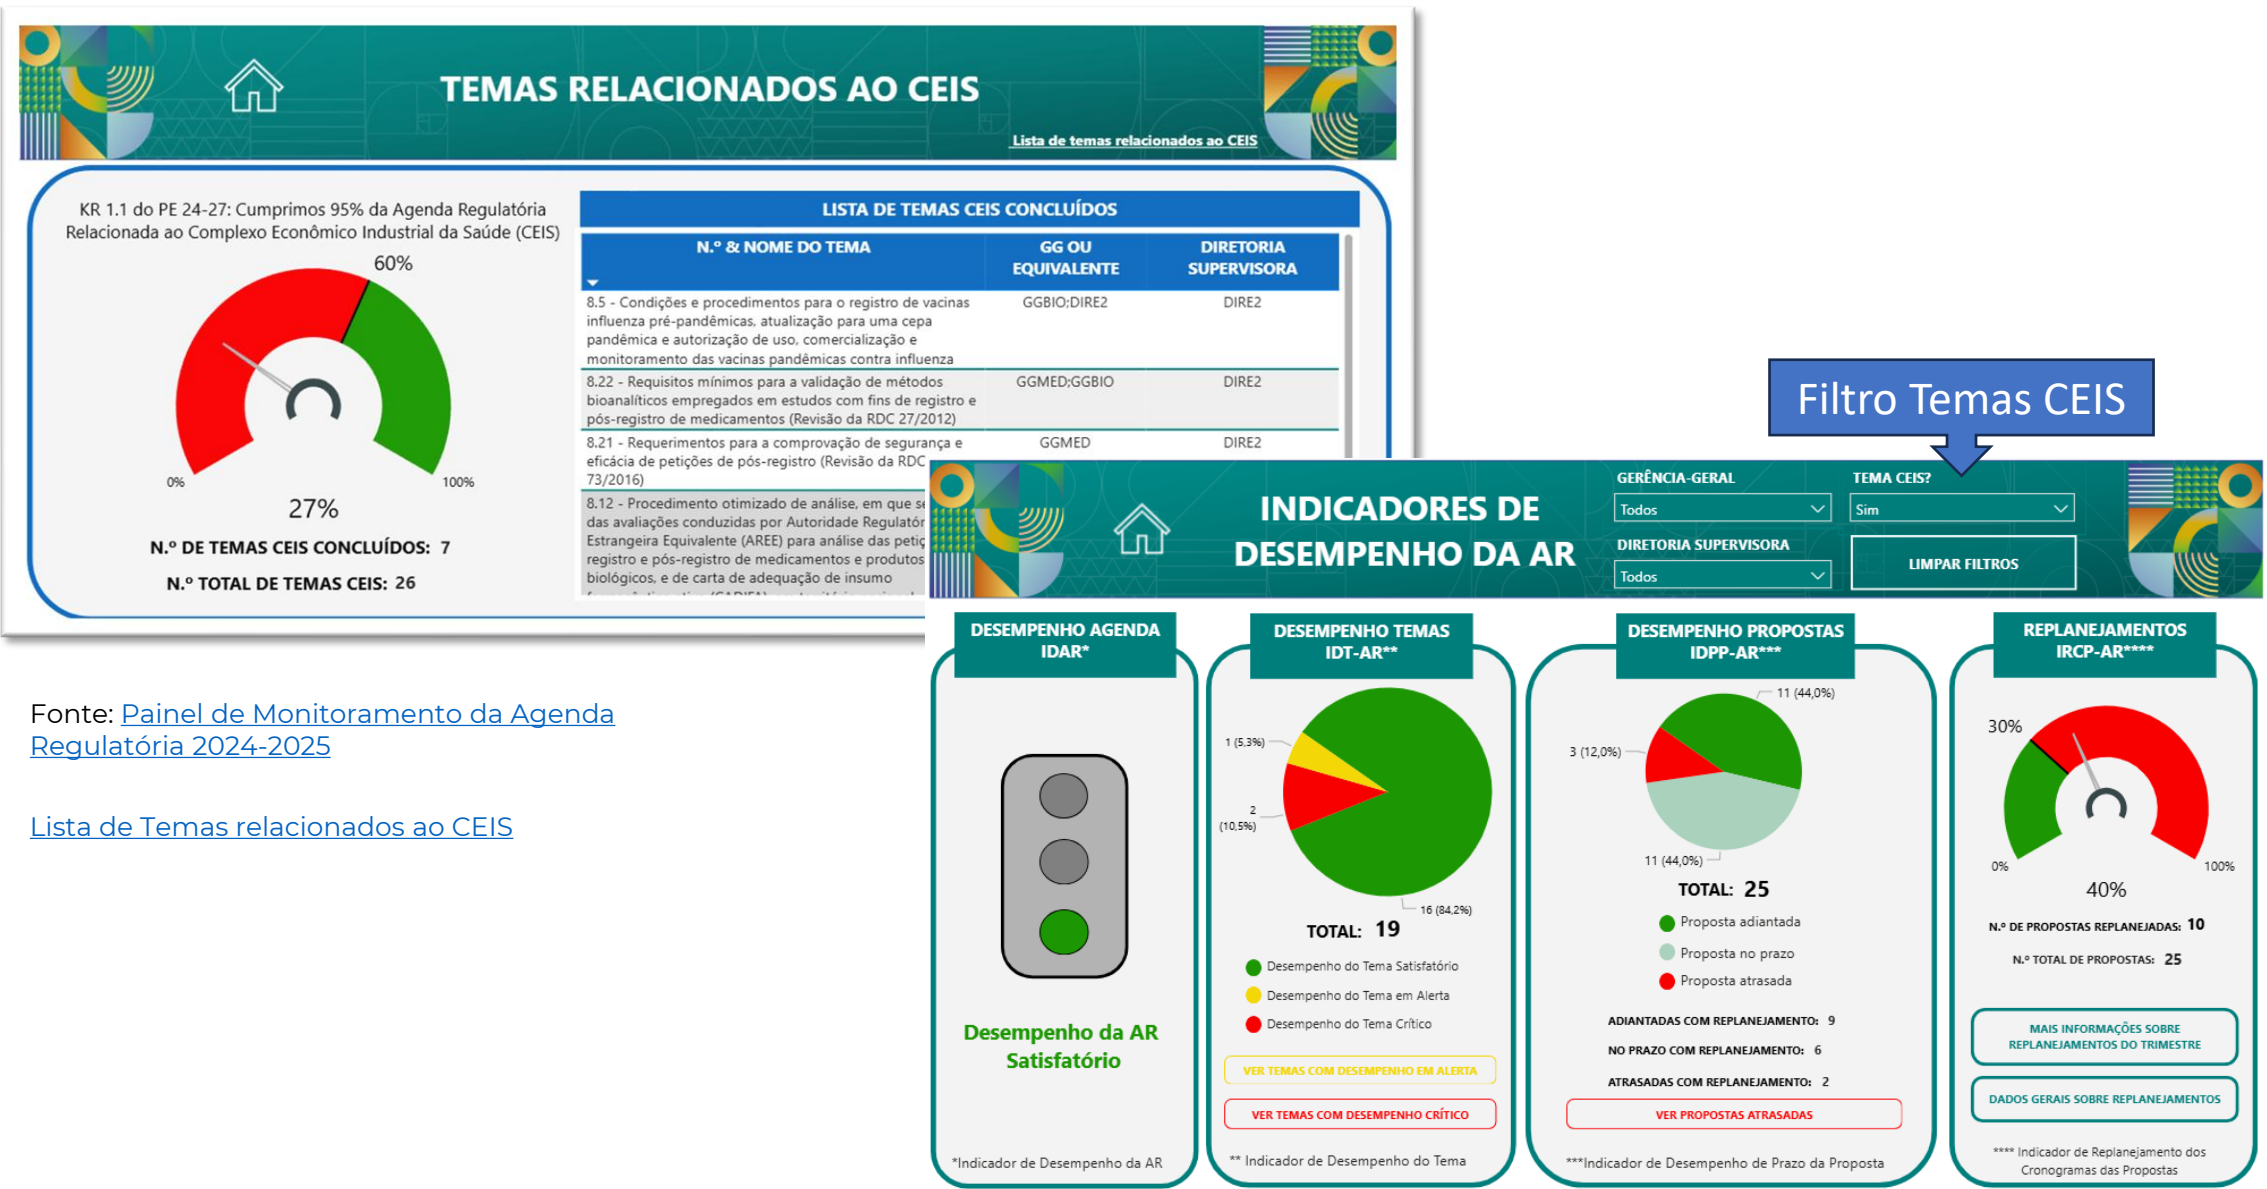 TEMAS RELACIONADOS AO CEIS
Lista de temas relacionados ao CEIS
KR 1.1 do PE 24-27: Cumprimos 95% da Agenda Regulatória
Relacionada ao Complexo Econômico Industrial da Saúde (CEIS)
60%
0%
100%
27%
N.º DE TEMAS CEIS CONCLUÍDOS: 7
N.º TOTAL DE TEMAS CEIS: 26
LISTA DE TEMAS CEIS CONCLUÍDOS
N.º & NOME DO TEMA
GG OU
EQUIVALENTE
DIRETORIA
SUPERVISORA
8.5 - Condições e procedimentos para o registro de vacinas
influenza pré-pandêmicas, atualização para uma cepa
pandêmica e autorização de uso, comercialização e
monitoramento das vacinas pandêmicas contra influenza
GGBIO;DIRE2
DIRE2
8.22 - Requisitos mínimos para a validação de métodos
bioanalíticos empregados em estudos com fins de registro e
pós-registro de medicamentos (Revisão da RDC 27/2012)
GGMED;GGBIO
DIRE2
8.21 - Requerimentos para a comprovação de segurança e
eficácia de petições de pós-registro (Revisão da RDC
73/2016)
GGMED
DIRE2
8.12 - Procedimento otimizado de análise, em que se
das avaliações conduzidas por Autoridade Regulatór
Estrangeira Equivalente (AREE) para análise das petiç
registro e pós-registro de medicamentos e produtos
biológicos, e de carta de adequação de insumo
Filtro Temas CEIS
INDICADORES DE
DESEMPENHO DA AR
GERÊNCIA-GERAL
Todos
DIRETORIA SUPERVISORA
Todos
TEMA CEIS?
Sim
LIMPAR FILTROS
DESEMPENHO AGENDA
IDAR*
Desempenho da AR
Satisfatório
*Indicador de Desempenho da AR
DESEMPENHO TEMAS
IDT-AR**
1 (5,3%)
2
(10,5%)
16 (84,2%)
TOTAL: 19
Desempenho do Tema Satisfatório
Desempenho do Tema em Alerta
Desempenho do Tema Crítico
VER TEMAS COM DESEMPENHO EM ALERTA
VER TEMAS COM DESEMPENHO CRÍTICO
** Indicador de Desempenho do Tema
DESEMPENHO PROPOSTAS
IDPP-AR***
11 (44,0%)
3 (12,0%)
11 (44,0%)
TOTAL: 25
Proposta adiantada
Proposta no prazo
Proposta atrasada
ADIANTADAS COM REPLANEJAMENTO: 9
NO PRAZO COM REPLANEJAMENTO: 6
ATRASADAS COM REPLANEJAMENTO: 2
VER PROPOSTAS ATRASADAS
***Indicador de Desempenho de Prazo da Proposta
REPLANEJAMENTOS
IRCP-AR****
30%
0%
100%
40%
N.º DE PROPOSTAS REPLANEJADAS: 10
N.º TOTAL DE PROPOSTAS: 25
MAIS INFORMAÇÕES SOBRE
REPLANEJAMENTOS DO TRIMESTRE
DADOS GERAIS SOBRE REPLANEJAMENTOS
**** Indicador de Replanejamento dos
Cronogramas das Propostas
Fonte: Painel de Monitoramento da Agenda
Regulatória 2024-2025
Lista de Temas relacionados ao CEIS